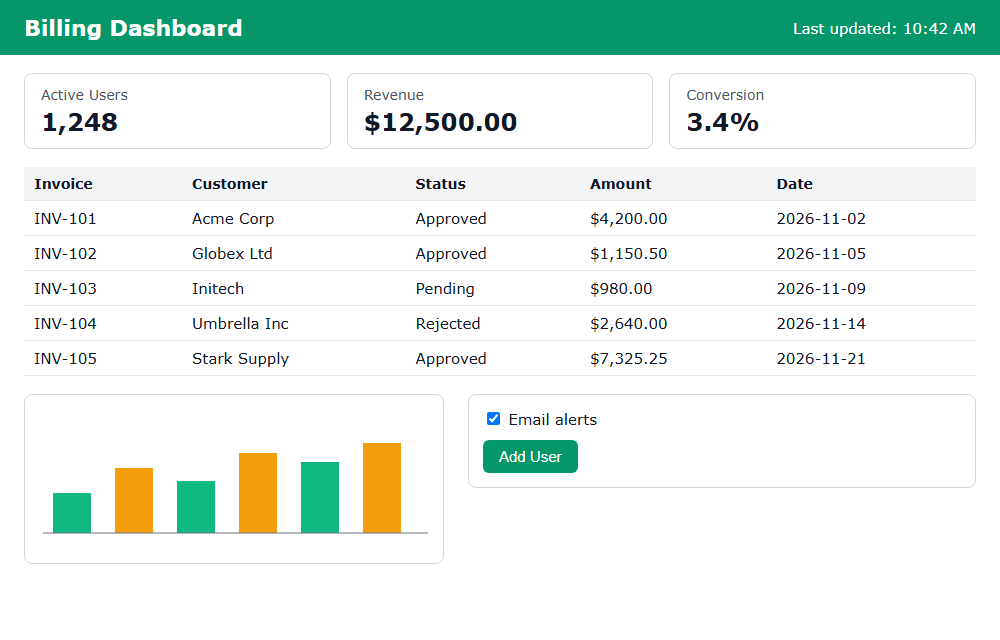 Billing Dashboard Last updated: 10:42 AM
Active Users Revenue Conversion
1,248 $12,500.00 3.4%
Invoice Customer Status Amount Date
INV-101 Acme Corp Approved $4,200.00 2026-11-02
INV-102 Globex Ltd Approved $1,150.50 2026-11-05
INV-103 Initech Pending $980.00 2026-11-09
INV-104 Umbrella Inc Rejected $2,640.00 2026-11-14
INV-105 Stark Supply Approved $7,325.25 2026-11-21
Email alerts
Add User